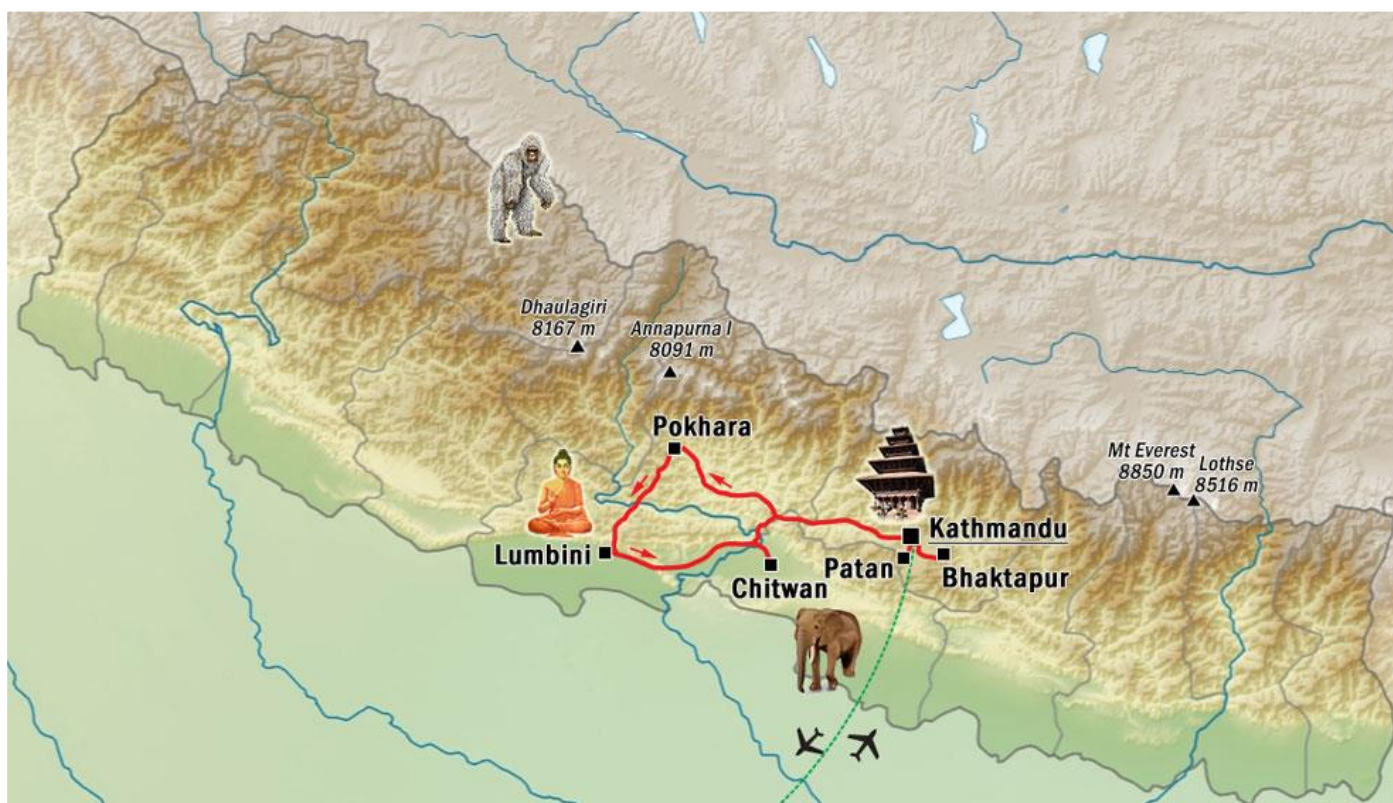 Dhaulagiri
8167 m
Annapurna I
8091 m
Pokhara
Mt Everest
8850 m
Lothse
8516 m
Kathmandu
Lumbini
Chitwan
Patan
Bhaktapur